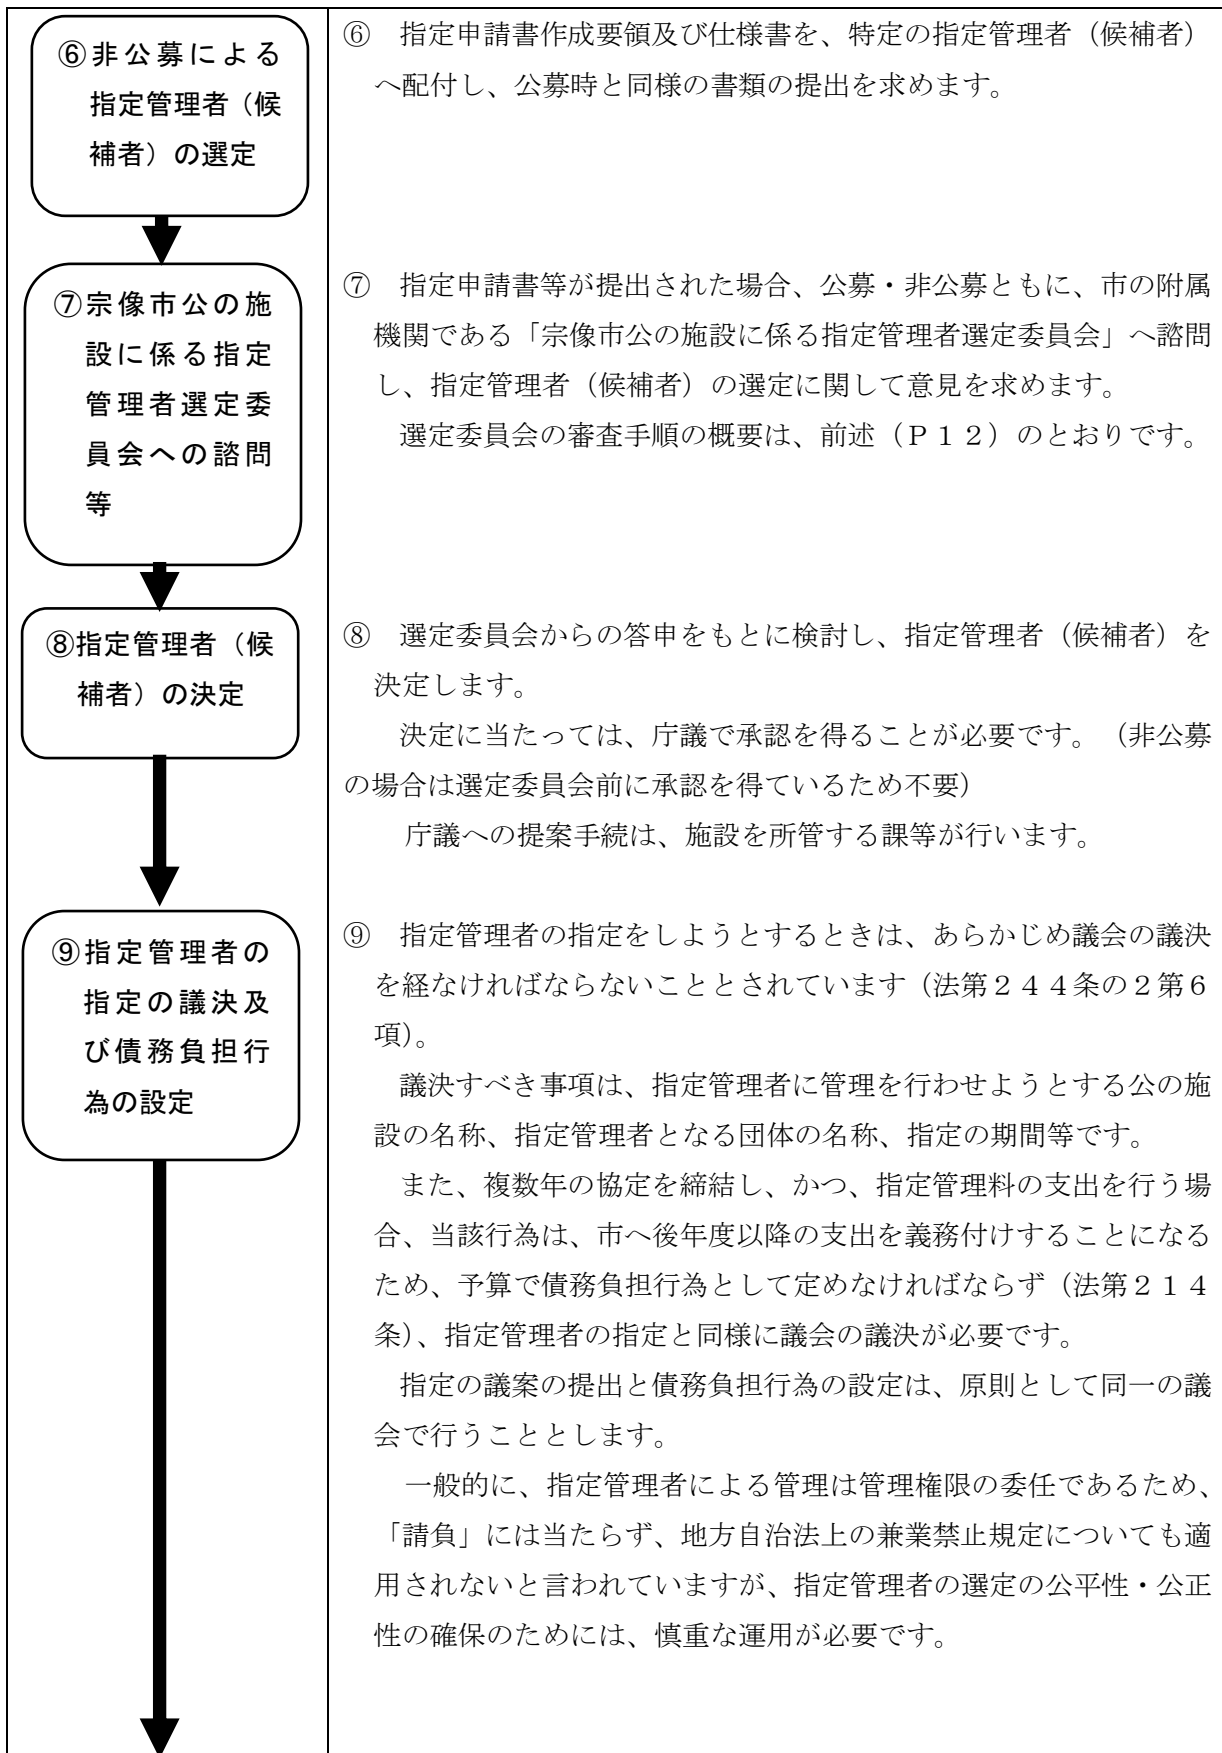 ⑥非公募による
指定管理者（候
補者）の選定
⑥　指定申請書作成要領及び仕様書を、特定の指定管理者（候補者）
へ配付し、公募時と同様の書類の提出を求めます。
⑦宗像市公の施
設に係る指定
管理者選定委
員会への諮問
等
⑦　指定申請書等が提出された場合、公募・非公募ともに、市の附属
機関である「宗像市公の施設に係る指定管理者選定委員会」へ諮問
し、指定管理者（候補者）の選定に関して意見を求めます。
選定委員会の審査手順の概要は、前述（Ｐ１２）のとおりです。
⑧指定管理者（候
補者）の決定
⑧　選定委員会からの答申をもとに検討し、指定管理者（候補者）を
決定します。
決定に当たっては、庁議で承認を得ることが必要です。（非公募
の場合は選定委員会前に承認を得ているため不要）
庁議への提案手続は、施設を所管する課等が行います。
⑨指定管理者の
指定の議決及
び債務負担行
為の設定
⑨　指定管理者の指定をしようとするときは、あらかじめ議会の議決
を経なければならないこととされています（法第２４４条の２第６
項）。
議決すべき事項は、指定管理者に管理を行わせようとする公の施
設の名称、指定管理者となる団体の名称、指定の期間等です。
また、複数年の協定を締結し、かつ、指定管理料の支出を行う場
合、当該行為は、市へ後年度以降の支出を義務付けすることになる
ため、予算で債務負担行為として定めなければならず（法第２１４
条）、指定管理者の指定と同様に議会の議決が必要です。
指定の議案の提出と債務負担行為の設定は、原則として同一の議
会で行うこととします。
一般的に、指定管理者による管理は管理権限の委任であるため、
「請負」には当たらず、地方自治法上の兼業禁止規定についても適
用されないと言われていますが、指定管理者の選定の公平性・公正
性の確保のためには、慎重な運用が必要です。